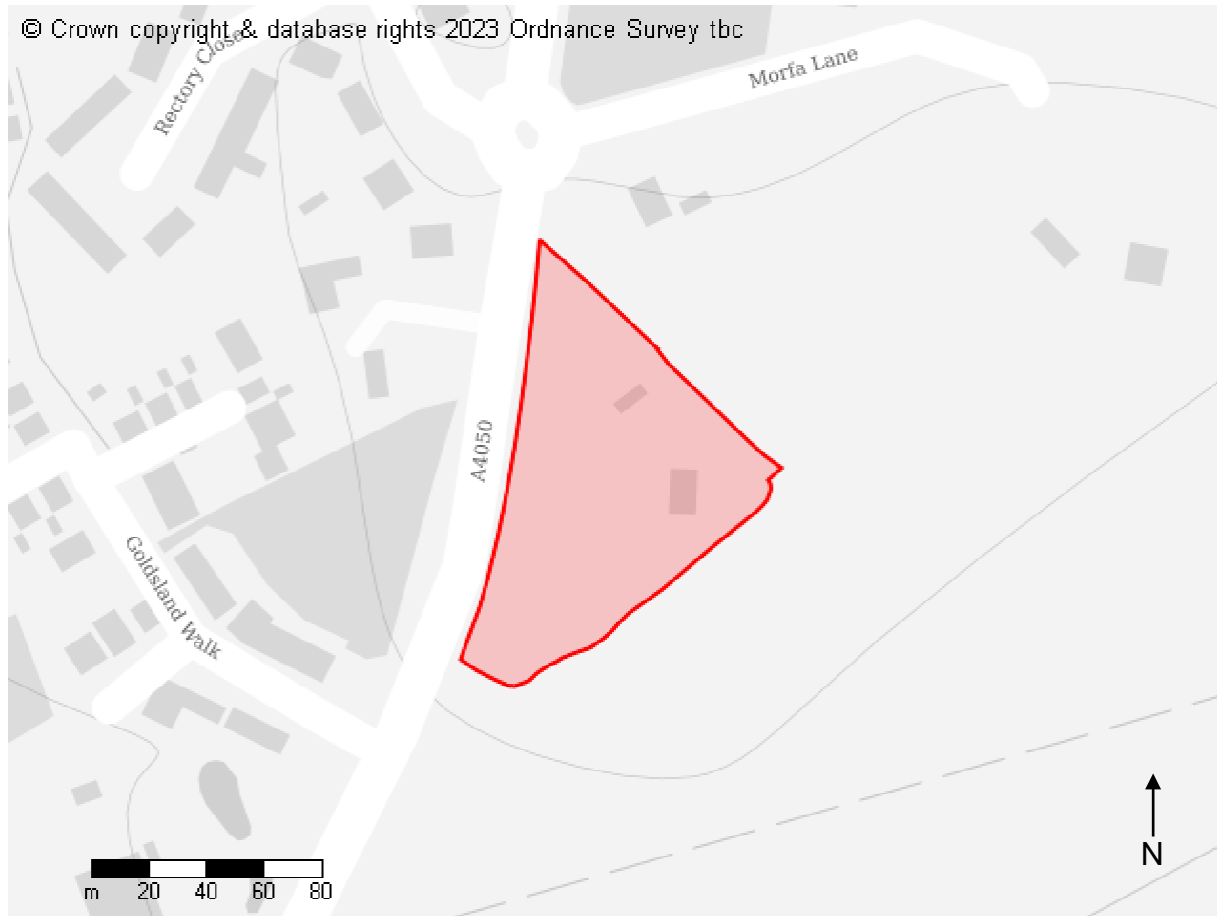 © Crown copyright & database rights 2023 Ordnance Survey tbc
Rectory Close
Morfa Lane
A4050
Goldsland Walk
m 20 40 60 80
N